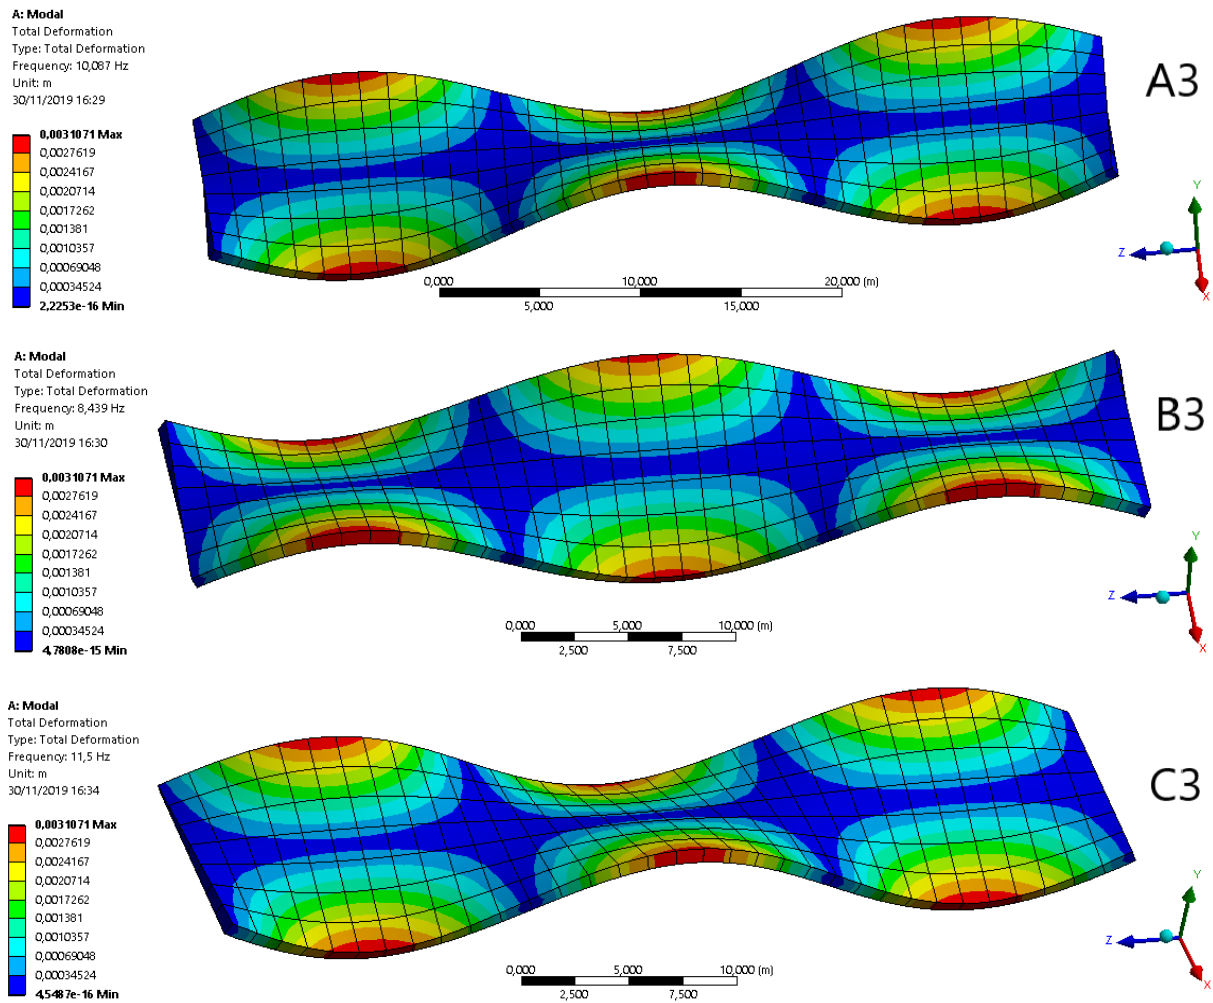 A: Modal
Total Deformation
Type: Total Deformation
Frequency: 10,087 Hz
Unit: m
30/11/2019 16:29
A3
0,0031071 Max
0,0027619
0,0024167
0,0020714
0,0017262
0,001381
0,0010357
0,00069048
0,00034524
2,2253e-16 Min
Y
Z
X
0,000 10,000 20,000 (m)
5,000 15,000
A: Modal
Total Deformation
Type: Total Deformation
Frequency: 8,439 Hz
Unit: m
30/11/2019 16:30
B3
0,0031071 Max
0,0027619
0,0024167
0,0020714
0,0017262
0,001381
0,0010357
0,00069048
0,00034524
4,7808e-15 Min
Y
Z
X
0,000 5,000 10,000 (m)
2,500 7,500
A: Modal
Total Deformation
Type: Total Deformation
Frequency: 11,5 Hz
Unit: m
30/11/2019 16:34
C3
0,0031071 Max
0,0027619
0,0024167
0,0020714
0,0017262
0,001381
0,0010357
0,00069048
0,00034524
4,5487e-16 Min
Y
Z
X
0,000 5,000 10,000 (m)
2,500 7,500